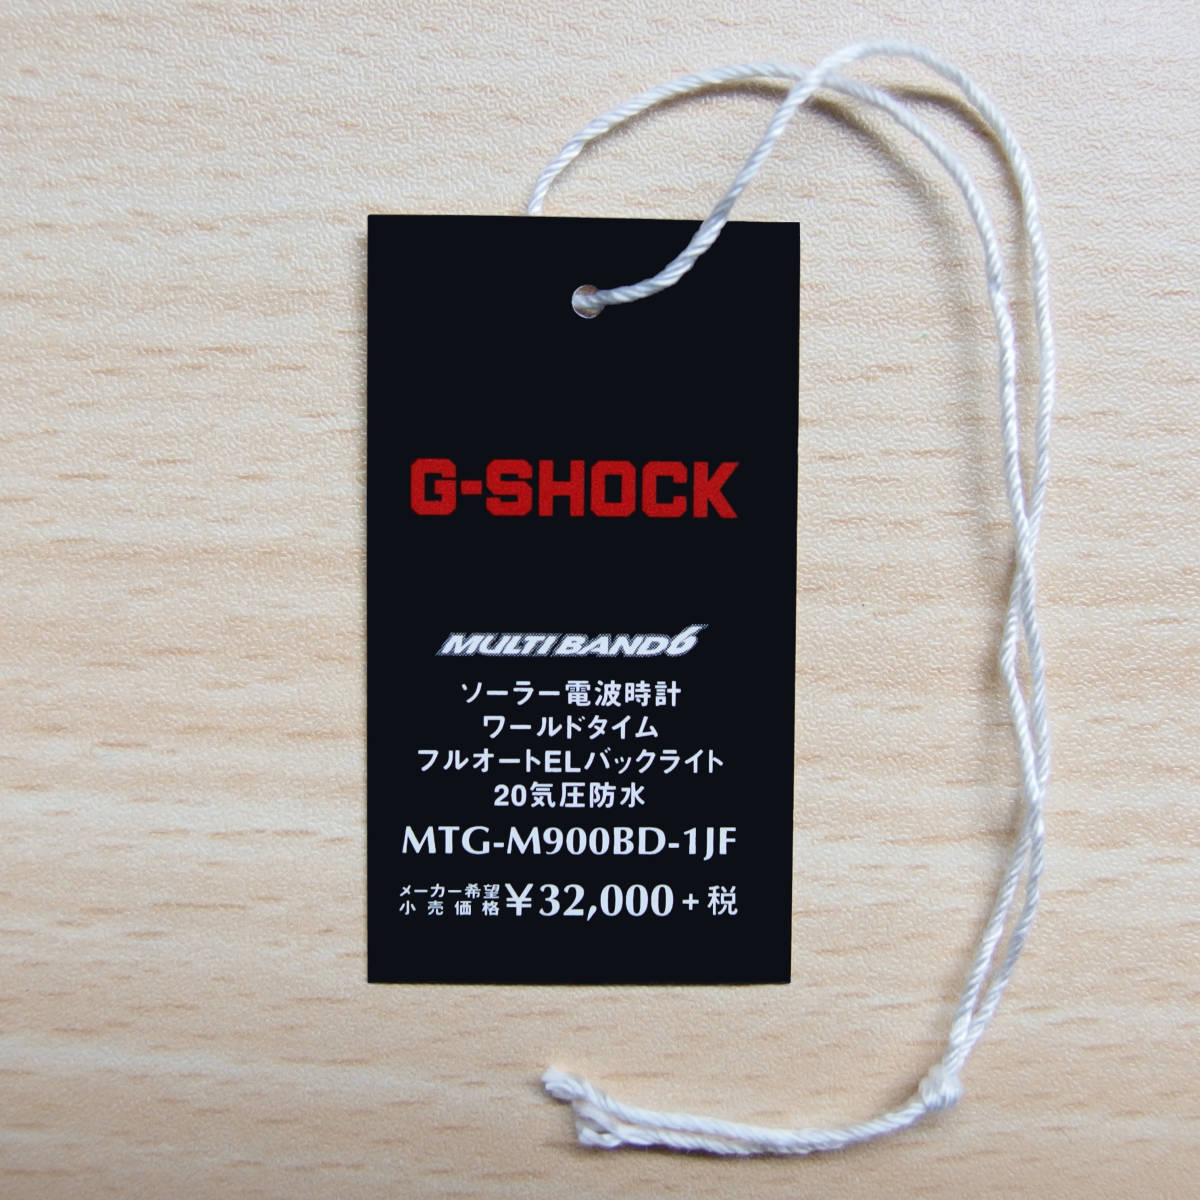 G-SHOCK
MULTI BAND 6
ソーラー電波時計
ワールドタイム
フルオートELバックライト
20気圧防水
MTG-M900BD-1JF
メーカー希望小売価格 ¥32,000+税